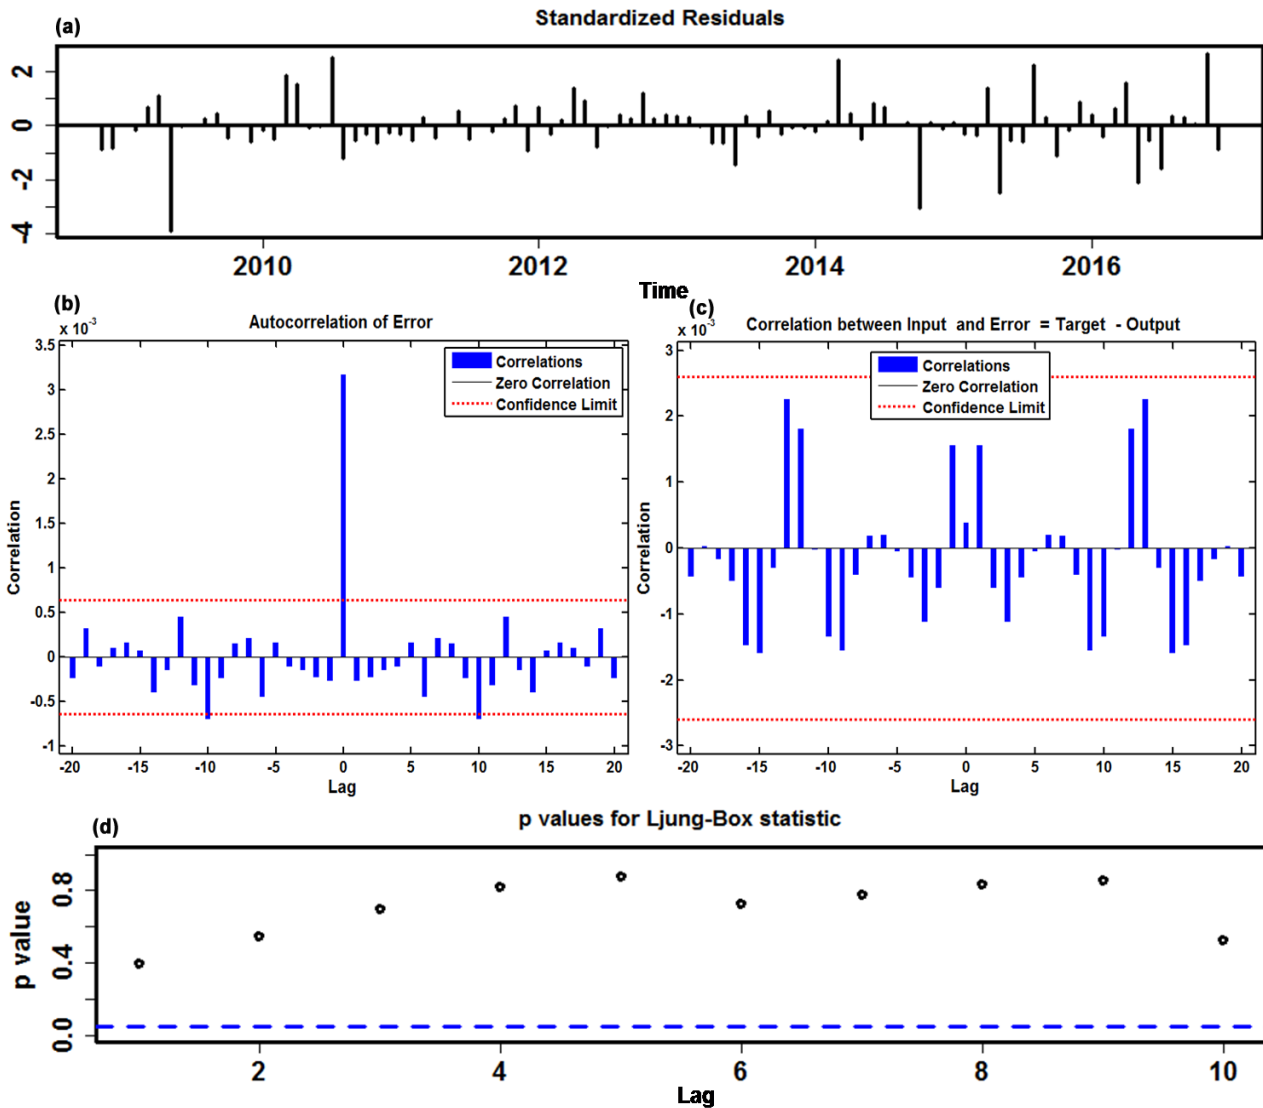 (a)
Standardized Residuals
2
0
-2
-4
2010 2012 2014 2016
Time
(b)
x 10^-3
Autocorrelation of Error
3.5
3
2.5
2
1.5
1
0.5
0
-0.5
-1
Correlation
Correlations
Zero Correlation
Confidence Limit
-20 -15 -10 -5 0 5 10 15 20
Lag
(c)
x 10^-3
Correlation between Input and Error = Target - Output
3
2
1
0
-1
-2
-3
Correlation
Correlations
Zero Correlation
Confidence Limit
-20 -15 -10 -5 0 5 10 15 20
Lag
(d)
p values for Ljung-Box statistic
p value
0.8
0.4
0.0
2 4 6 8 10
Lag